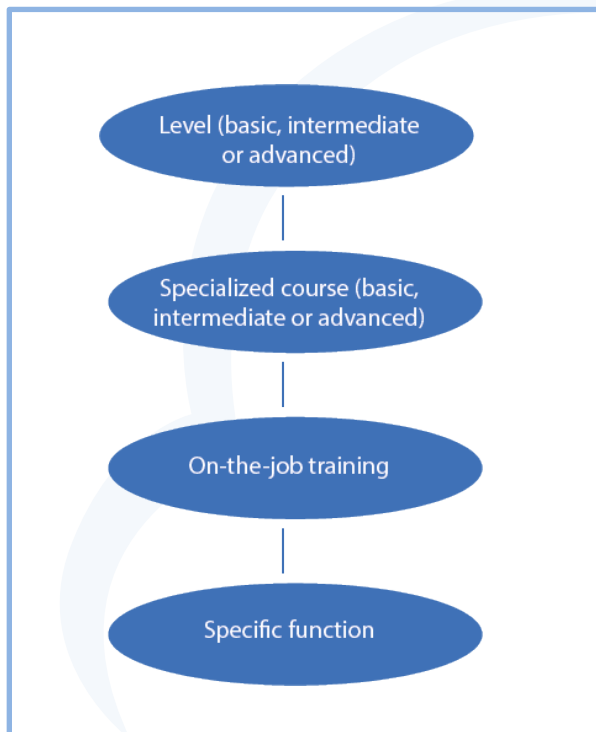 Level (basic, intermediate
or advanced)
Specialized course (basic,
intermediate or advanced)
On-the-job training
Specific function